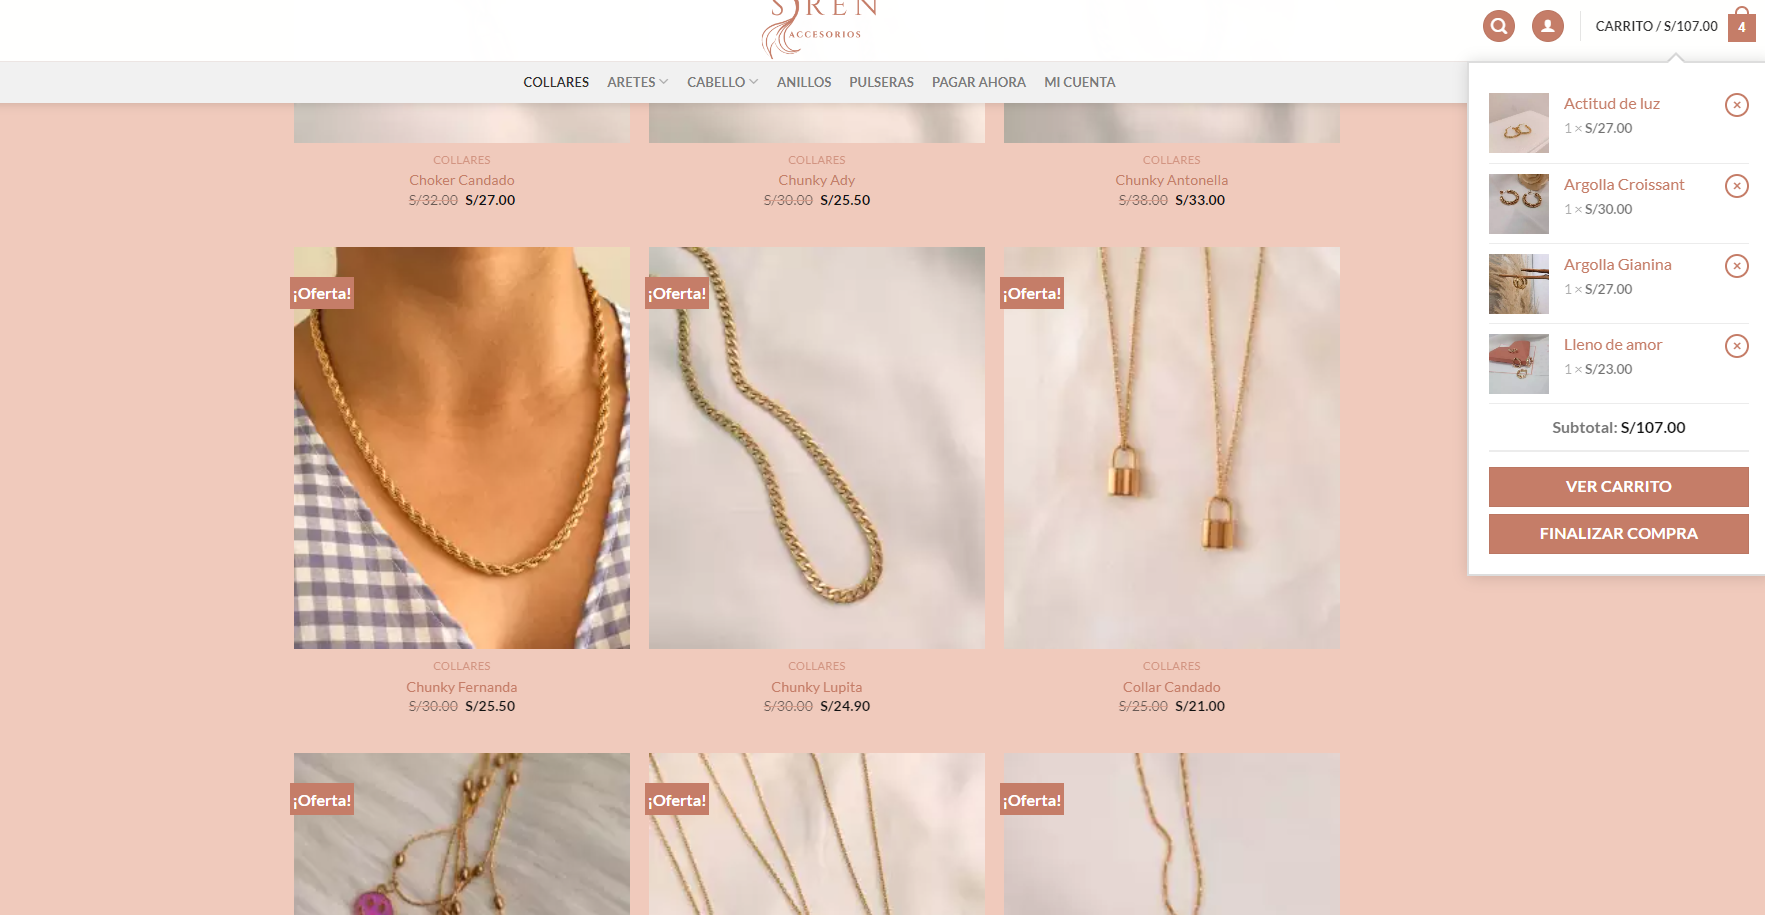 SIREN
ACCESORIOS
CARRITO / S/107.00
4
COLLARES
ARETES
CABELLO
ANILLOS
PULSERAS
PAGAR AHORA
MI CUENTA
Actitud de luz
1 × S/27.00
Argolla Croissant
1 × S/30.00
Argolla Gianina
1 × S/27.00
Lleno de amor
1 × S/23.00
Subtotal: S/107.00
VER CARRITO
FINALIZAR COMPRA
COLLARES
Choker Candado
S/32.00 S/27.00
COLLARES
Chunky Ady
S/30.00 S/25.50
COLLARES
Chunky Antonella
S/38.00 S/33.00
¡Oferta!
COLLARES
Chunky Fernanda
S/30.00 S/25.50
¡Oferta!
COLLARES
Chunky Lupita
S/30.00 S/24.90
¡Oferta!
COLLARES
Collar Candado
S/25.00 S/21.00
¡Oferta!
¡Oferta!
¡Oferta!